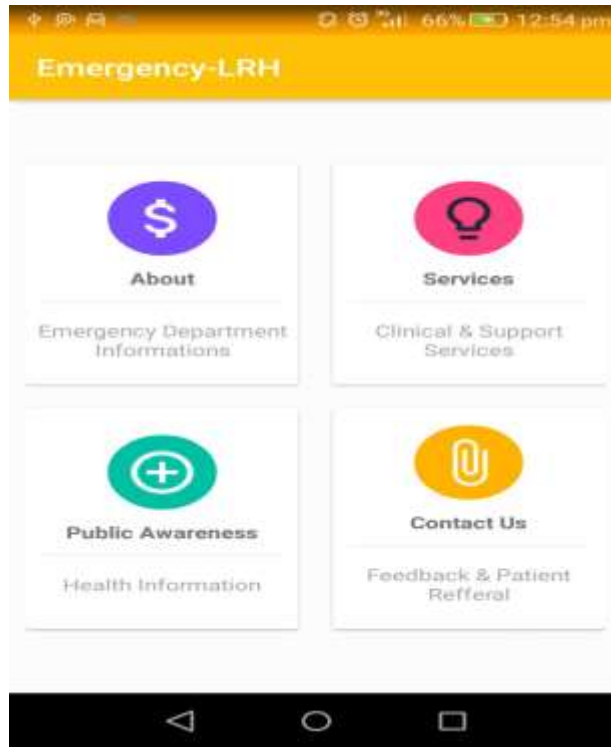 66% 12:54 pm
Emergency-LRH
About
Emergency Department
Informations
Services
Clinical & Support
Services
Public Awareness
Health Information
Contact Us
Feedback & Patient
Refferal